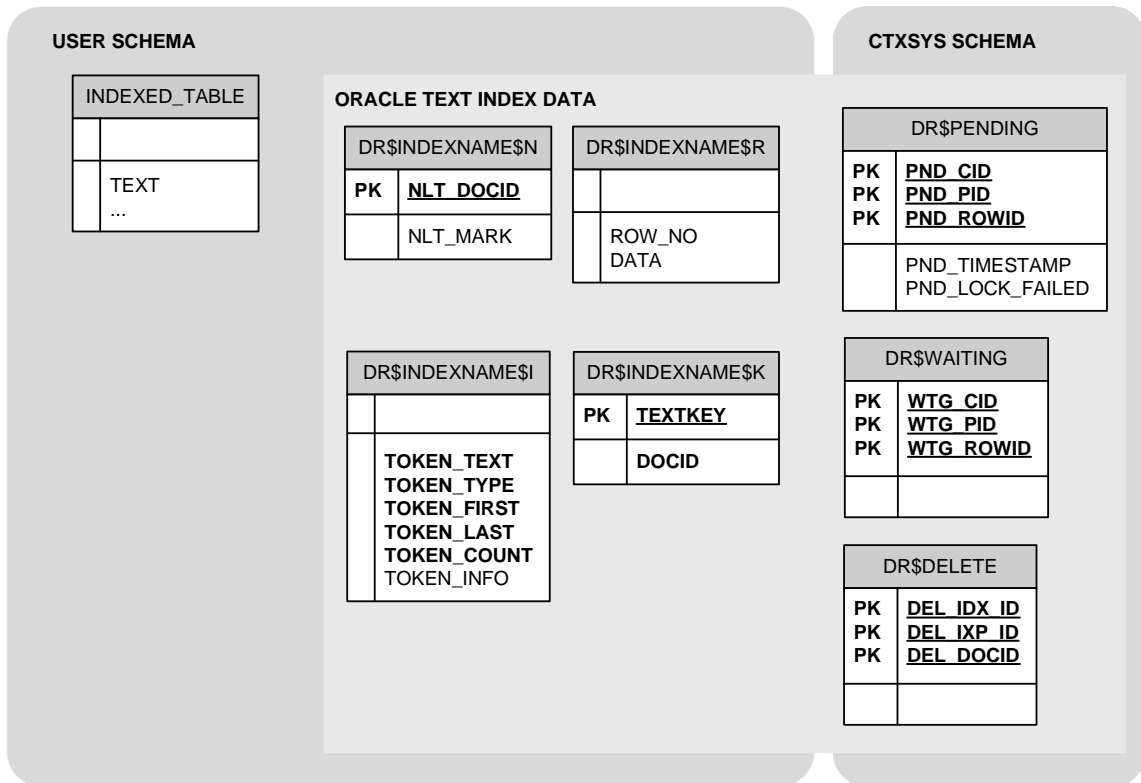 USER SCHEMA
CTXSYS SCHEMA
INDEXED_TABLE
TEXT
...
ORACLE TEXT INDEX DATA
DR$INDEXNAME$N
PK NLT_DOCID
NLT_MARK
DR$INDEXNAME$R
ROW_NO
DATA
DR$INDEXNAME$I
TOKEN_TEXT
TOKEN_TYPE
TOKEN_FIRST
TOKEN_LAST
TOKEN_COUNT
TOKEN_INFO
DR$INDEXNAME$K
PK TEXTKEY
DOCID
DR$PENDING
PK PND_CID
PK PND_PID
PK PND_ROWID
PND_TIMESTAMP
PND_LOCK_FAILED
DR$WAITING
PK WTG_CID
PK WTG_PID
PK WTG_ROWID
DR$DELETE
PK DEL_IDX_ID
PK DEL_IXP_ID
PK DEL_DOCID